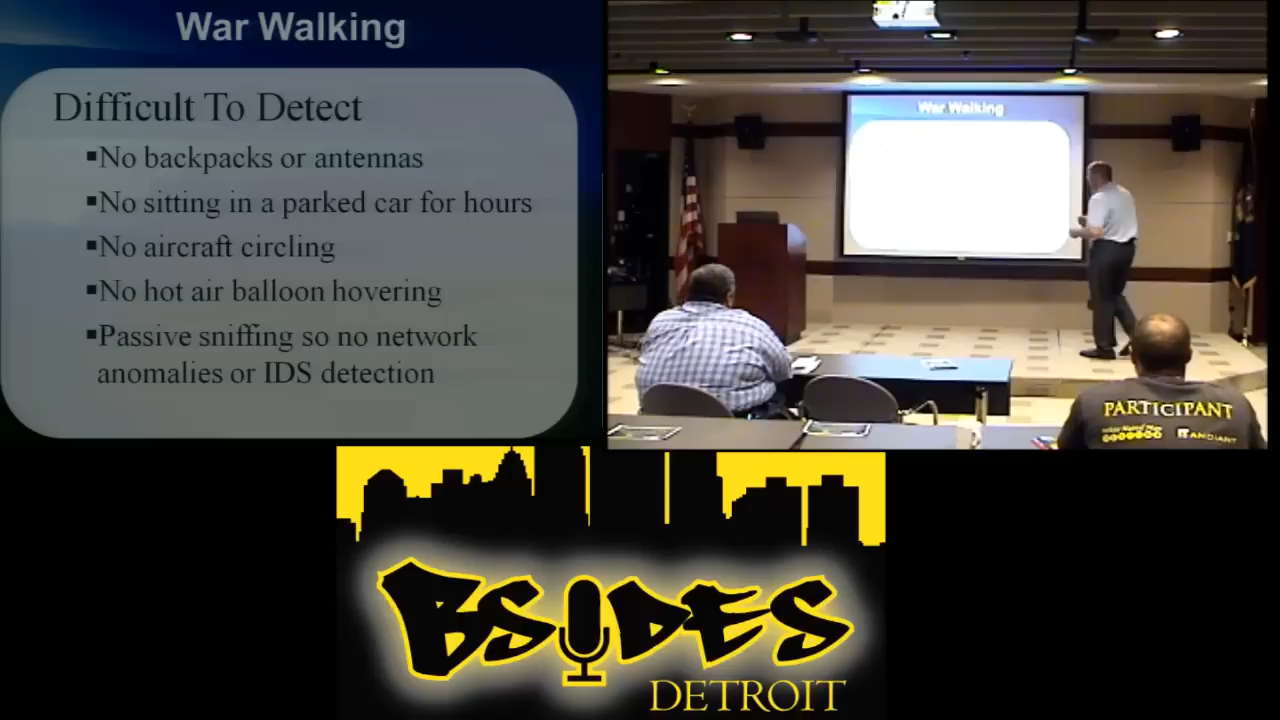 War Walking
Difficult To Detect
▪No backpacks or antennas
▪No sitting in a parked car for hours
▪No aircraft circling
▪No hot air balloon hovering
▪Passive sniffing so no network
anomalies or IDS detection
War Walking
PARTICIPANT
BSIDES
DETROIT